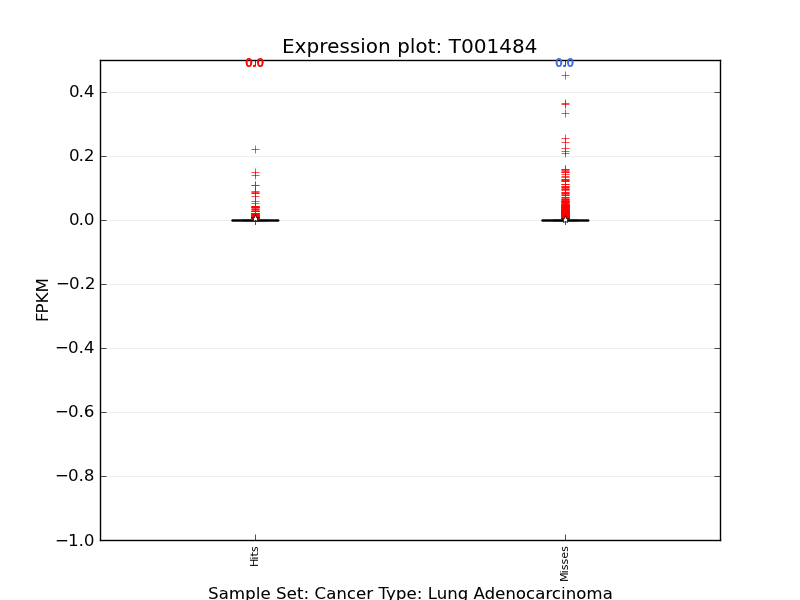 Expression plot: T001484
0.0 0.0
0.4
0.2
0.0
−0.2
−0.4
−0.6
−0.8
−1.0
FPKM
Hits Misses
Sample Set: Cancer Type: Lung Adenocarcinoma